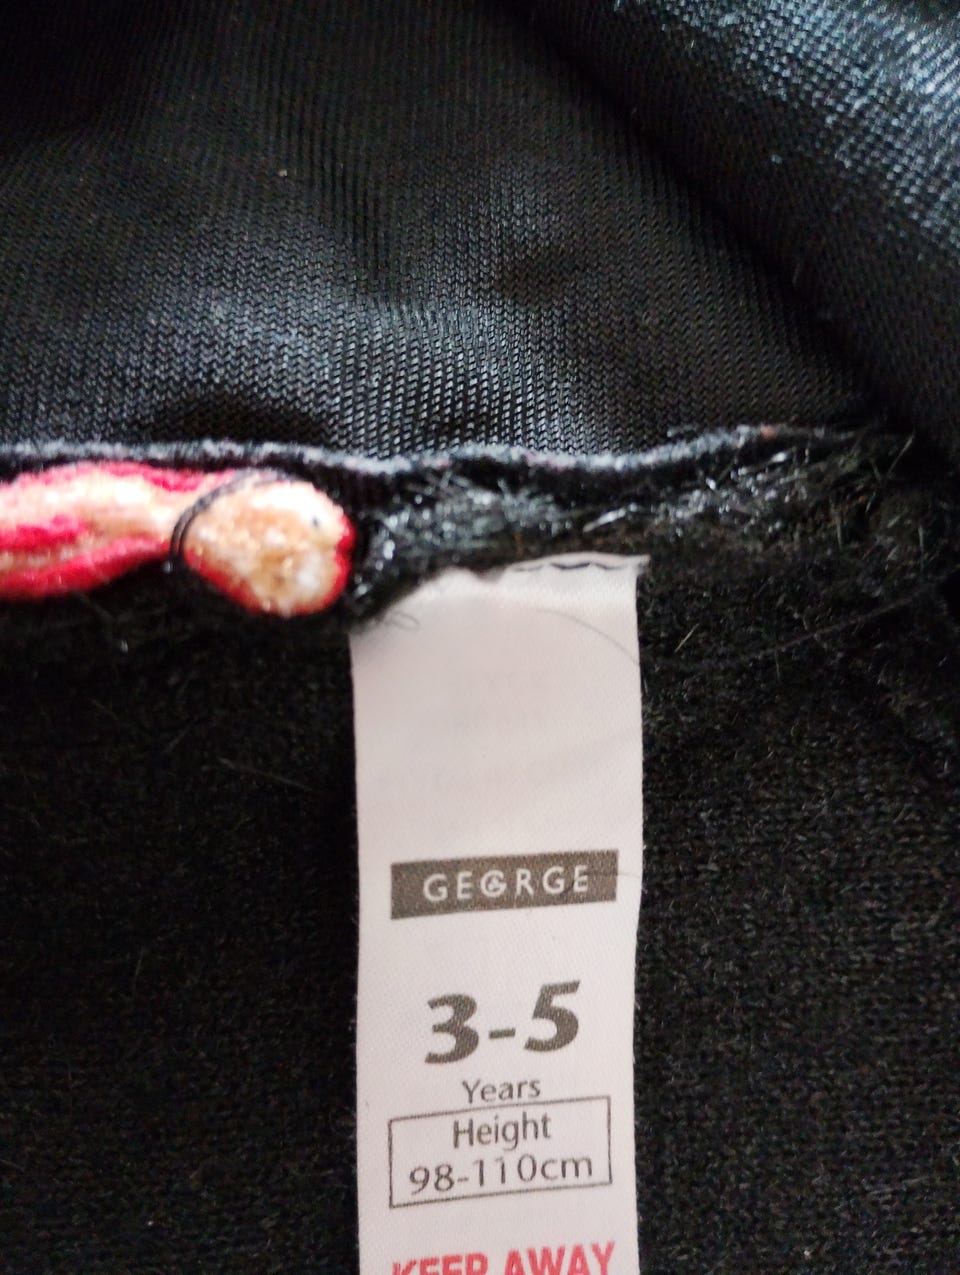 GEORGE
3-5
Years
Height
98-110cm
KEEP AWAY